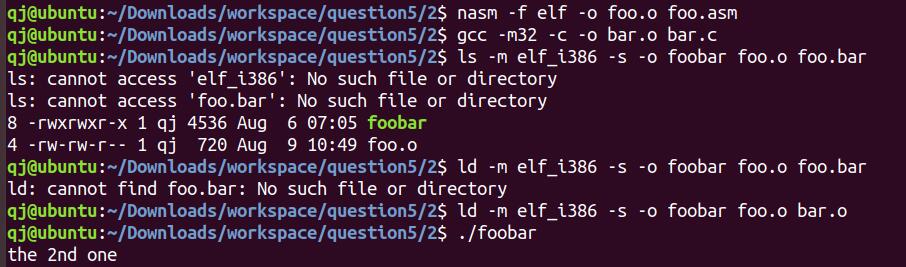 qj@ubuntu:~/Downloads/workspace/question5/2$ nasm -f elf -o foo.o foo.asm
qj@ubuntu:~/Downloads/workspace/question5/2$ gcc -m32 -c -o bar.o bar.c
qj@ubuntu:~/Downloads/workspace/question5/2$ ls -m elf_i386 -s -o foobar foo.o foo.bar
ls: cannot access 'elf_i386': No such file or directory
ls: cannot access 'foo.bar': No such file or directory
8 -rwxrwxr-x 1 qj 4536 Aug  6 07:05 foobar
4 -rw-rw-r-- 1 qj  720 Aug  9 10:49 foo.o
qj@ubuntu:~/Downloads/workspace/question5/2$ ld -m elf_i386 -s -o foobar foo.o foo.bar
ld: cannot find foo.bar: No such file or directory
qj@ubuntu:~/Downloads/workspace/question5/2$ ld -m elf_i386 -s -o foobar foo.o bar.o
qj@ubuntu:~/Downloads/workspace/question5/2$ ./foobar
the 2nd one